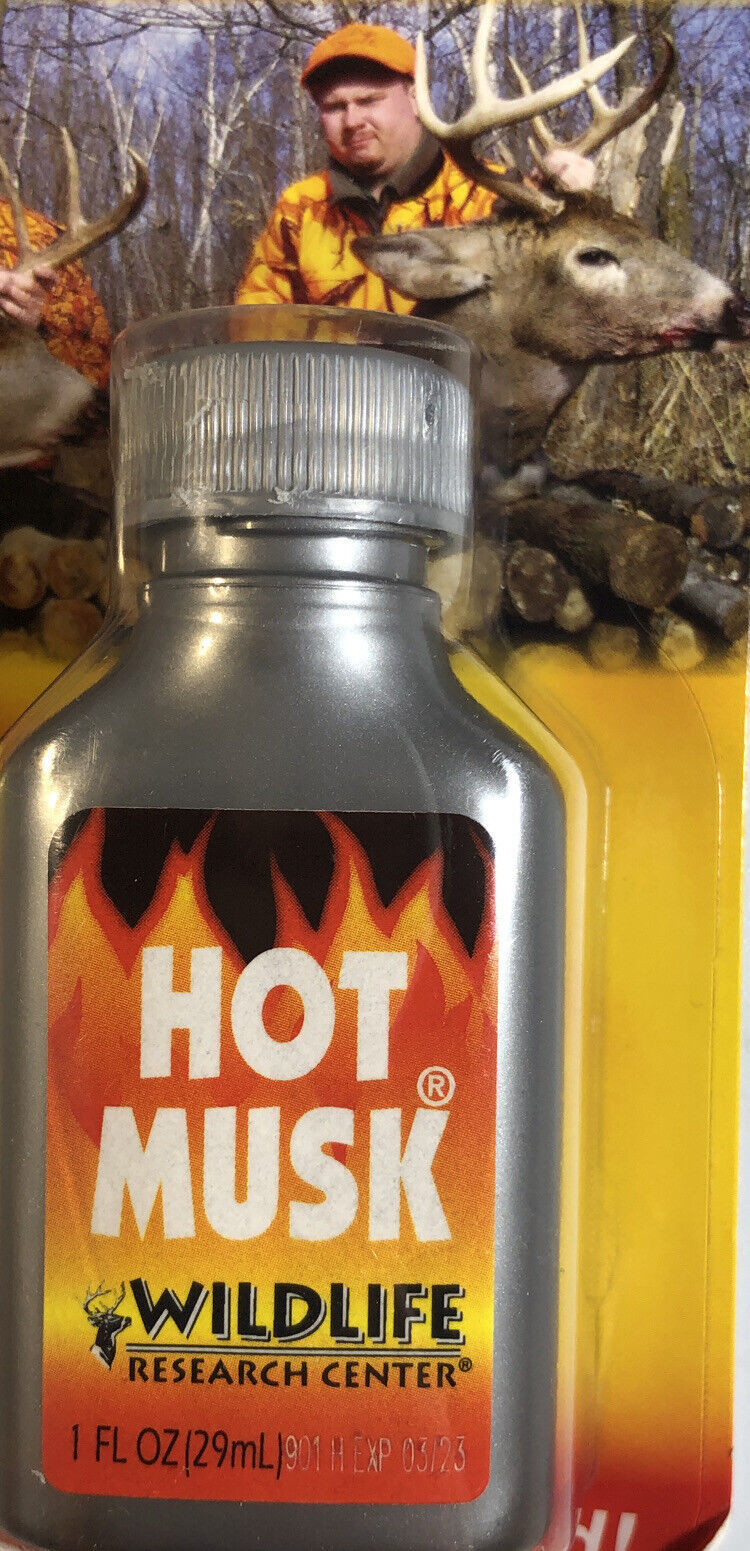 HOT
MUSK®
WILDLIFE
RESEARCH CENTER®
1 FL OZ(29mL)901 H EXP 03/23